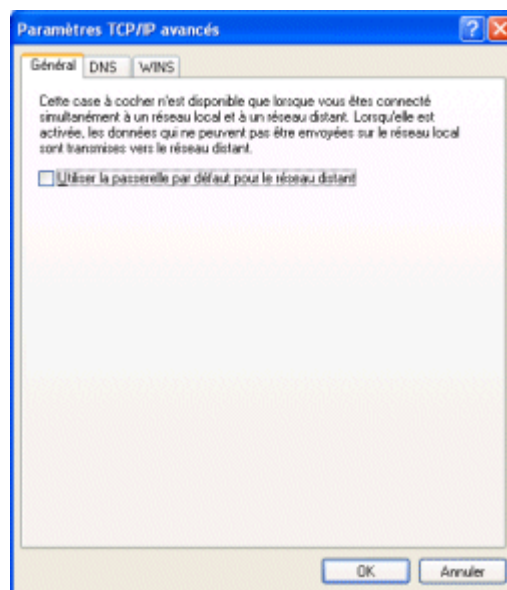 Paramètres TCP/IP avancés
Général DNS WINS
Cette case à cocher n'est disponible que lorsque vous êtes connecté
simultanément à un réseau local et à un réseau distant. Lorsqu'elle est
activée, les données qui ne peuvent pas être envoyées sur le réseau local
sont transmises vers le réseau distant.
Utiliser la passerelle par défaut pour le réseau distant
OK Annuler